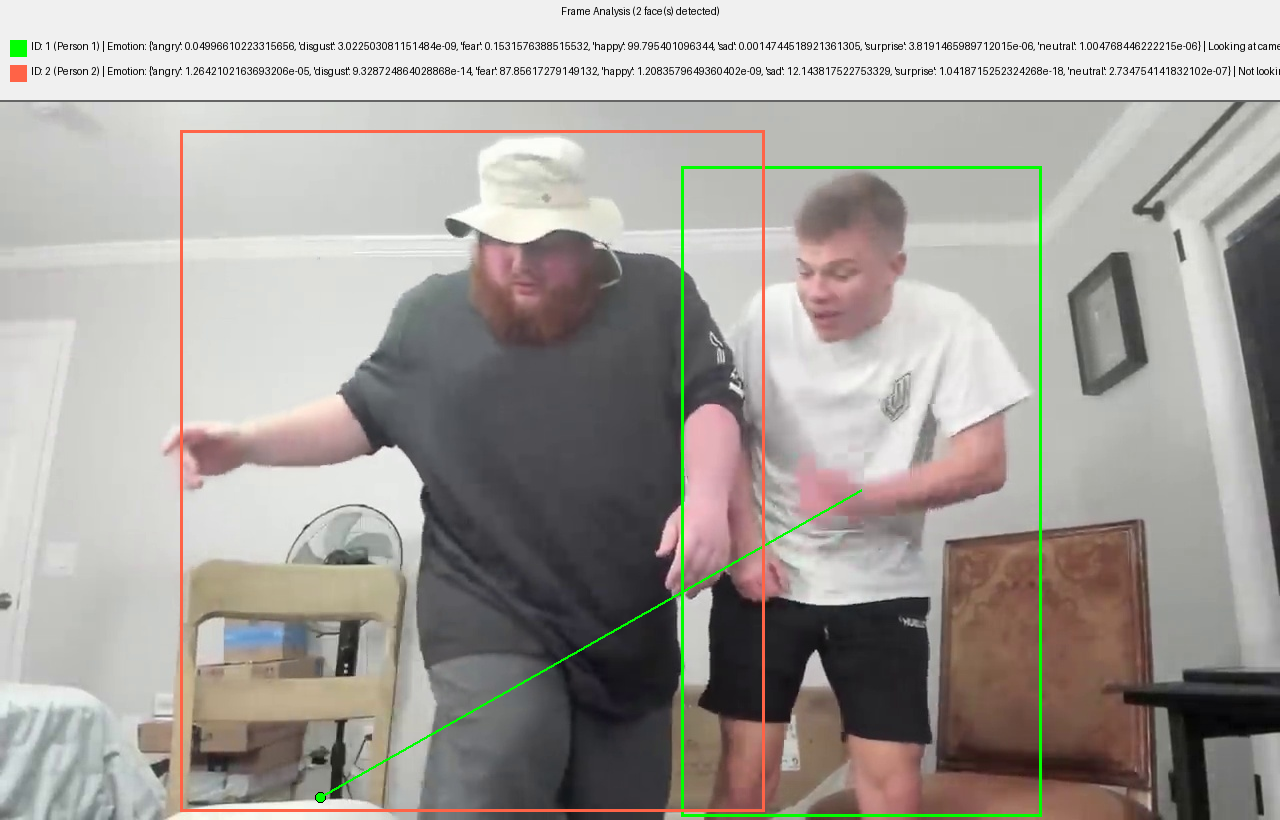 Frame Analysis (2 face(s) detected)
ID: 1 (Person 1) | Emotion: {'angry': 0.04996610223315656, 'disgust': 3.022503081151484e-09, 'fear': 0.1531576388515532, 'happy': 99.795401096344, 'sad': 0.0014744518921361305, 'surprise': 3.8191465989712015e-06, 'neutral': 1.004768446222215e-06} | Looking at came
ID: 2 (Person 2) | Emotion: {'angry': 1.2642102163693206e-05, 'disgust': 9.328724864028868e-14, 'fear': 87.85617279149132, 'happy': 1.2083579649360402e-09, 'sad': 12.143817522753329, 'surprise': 1.0418715252324268e-18, 'neutral': 2.734754141832102e-07} | Not lookin